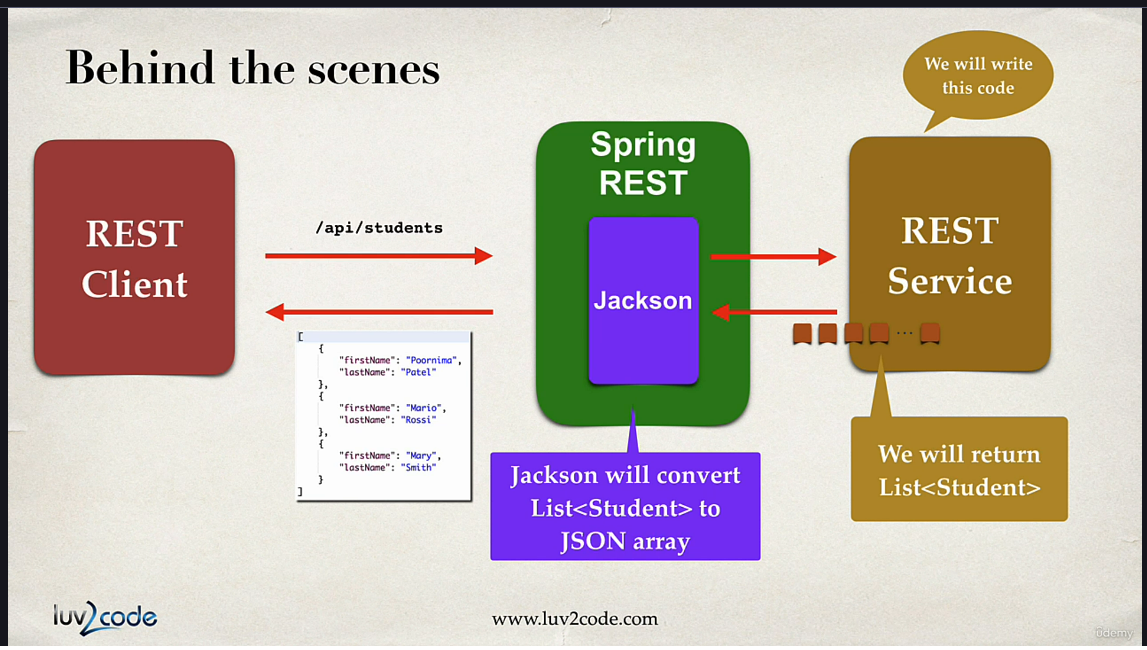 Behind the scenes
We will write
this code
REST
Client
/api/students
[
{
"firstName": "Poornima",
"lastName": "Patel"
},
{
"firstName": "Mario",
"lastName": "Rossi"
},
{
"firstName": "Mary",
"lastName": "Smith"
}
]
Spring
REST
Jackson
Jackson will convert
List<Student> to
JSON array
REST
Service
...
We will return
List<Student>
luv2code
www.luv2code.com
ûdemy